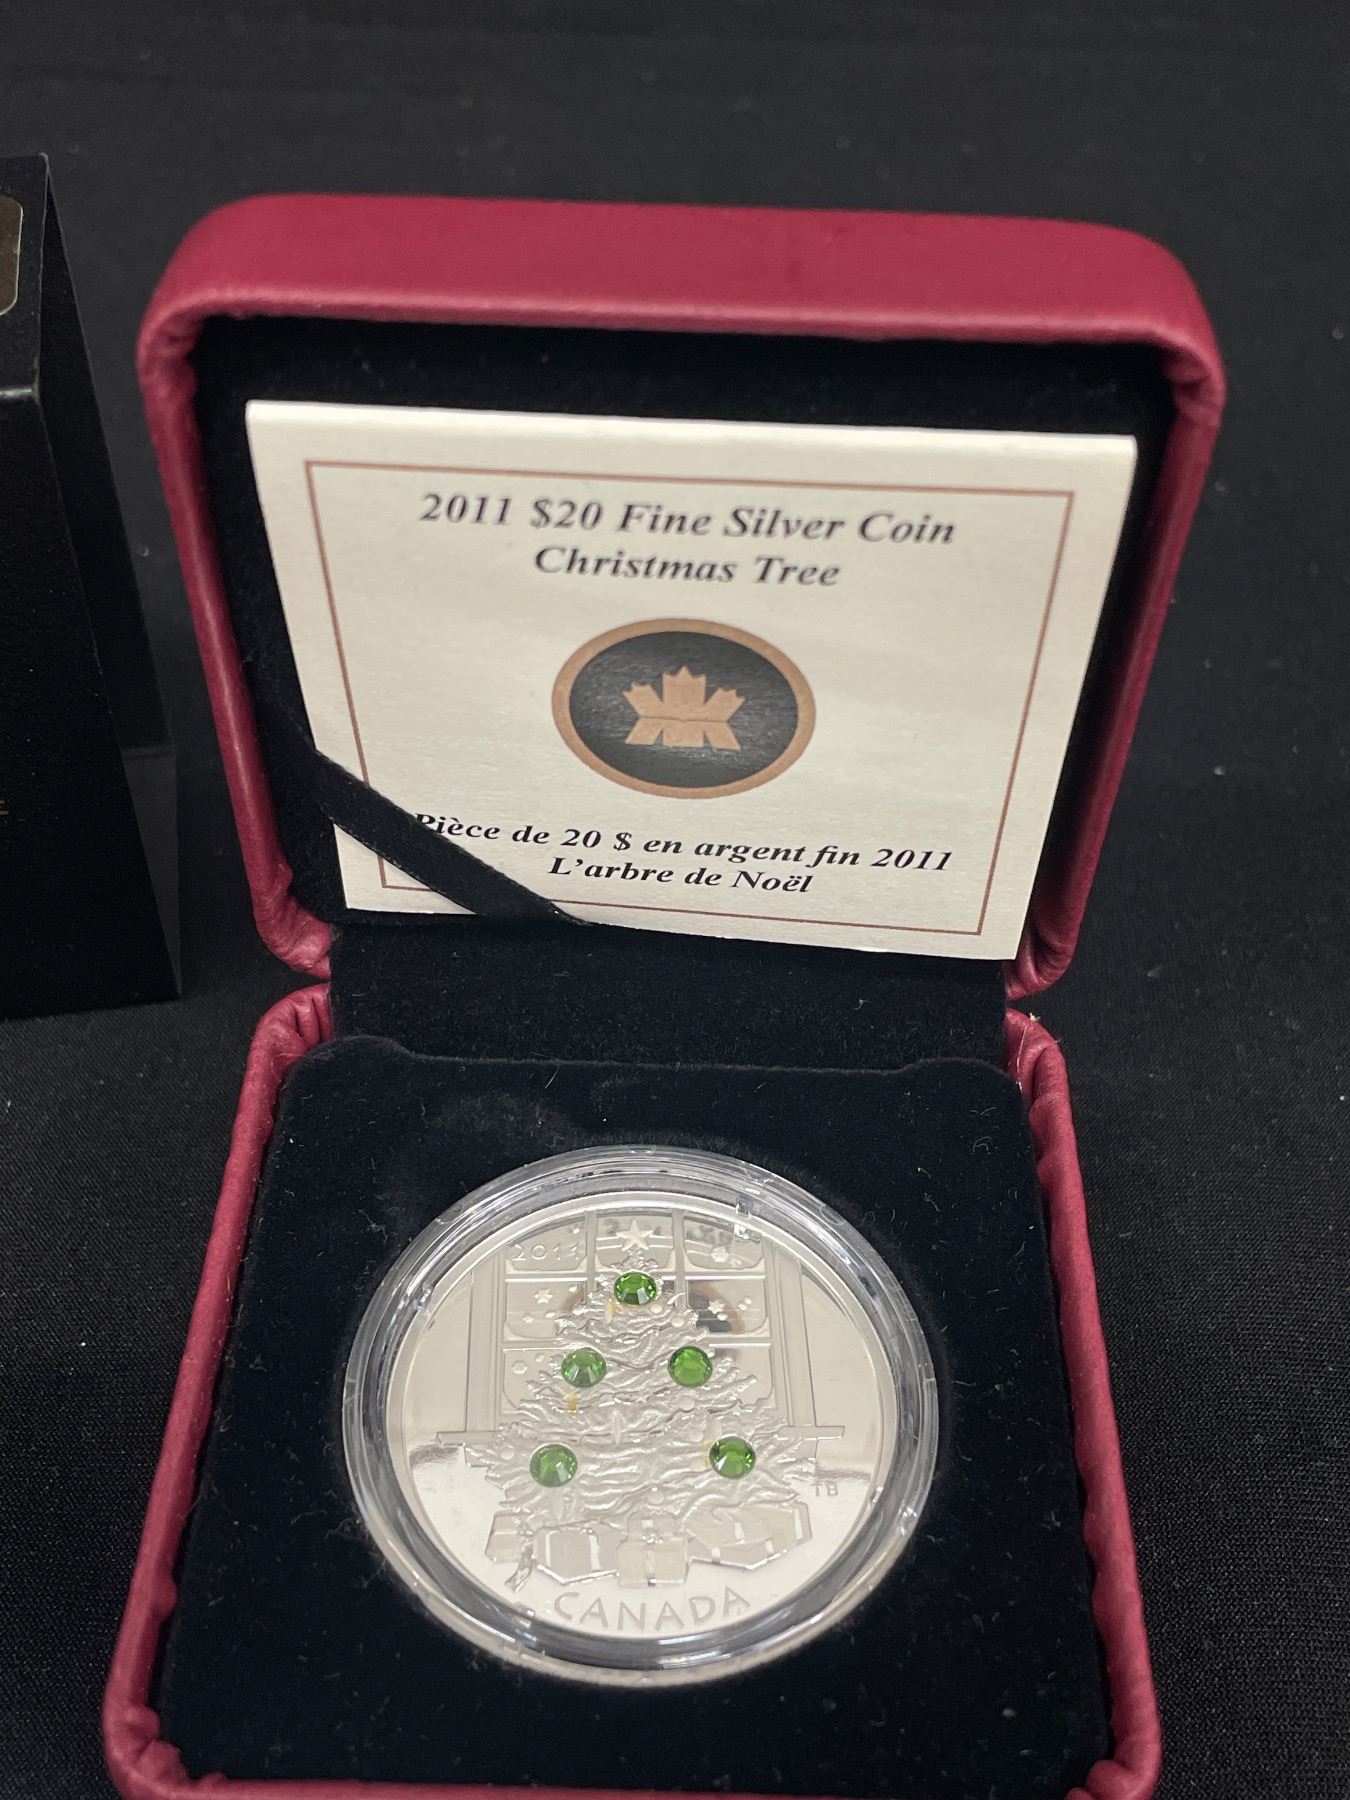 2011 $20 Fine Silver Coin
Christmas Tree
Pièce de 20 $ en argent fin 2011
L'arbre de Noël
2011
TB
CANADA